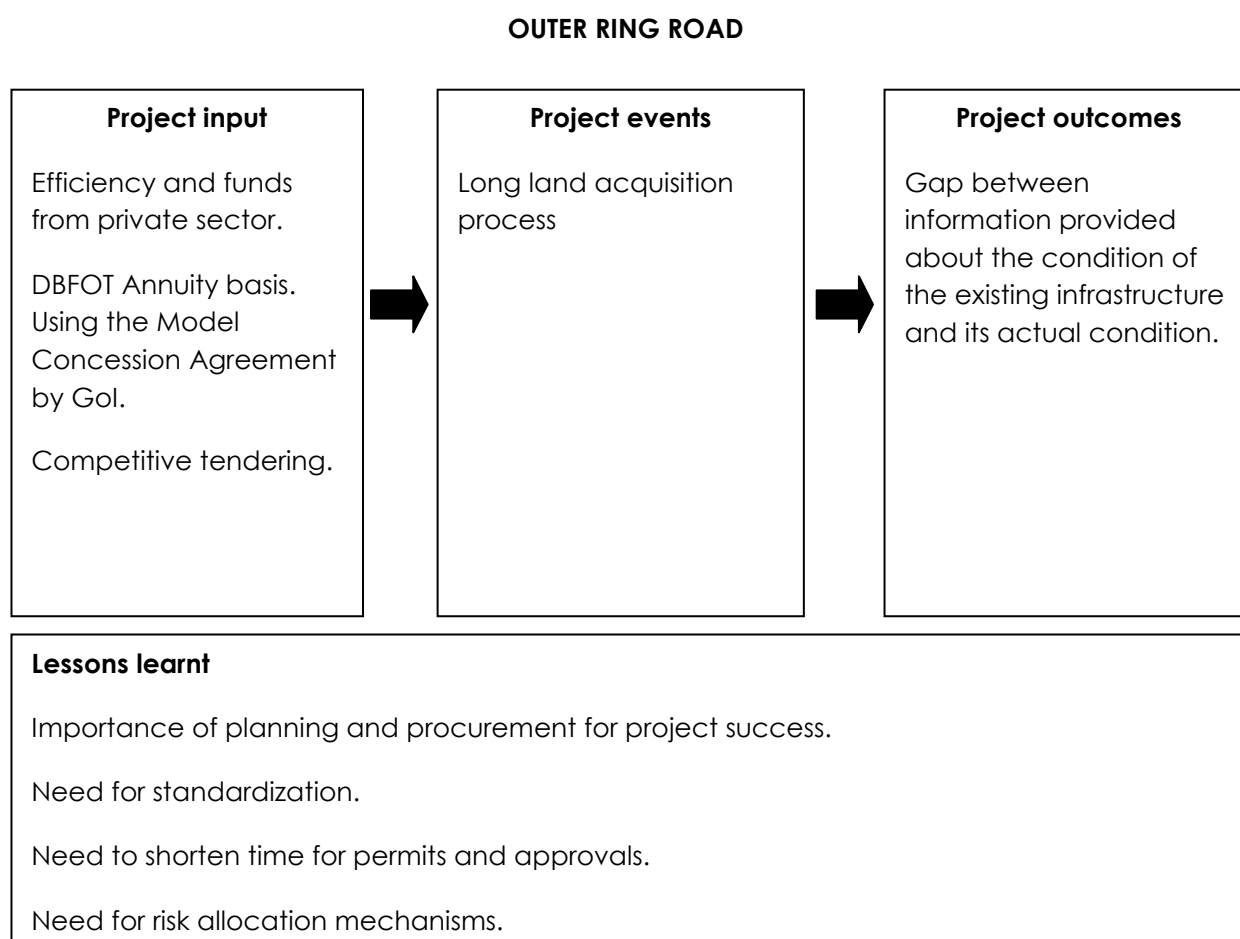 OUTER RING ROAD
Project input
Efficiency and funds
from private sector.
DBFOT Annuity basis.
Using the Model
Concession Agreement
by GoI.
Competitive tendering.
Project events
Long land acquisition
process
Project outcomes
Gap between
information provided
about the condition of
the existing infrastructure
and its actual condition.
Lessons learnt
Importance of planning and procurement for project success.
Need for standardization.
Need to shorten time for permits and approvals.
Need for risk allocation mechanisms.